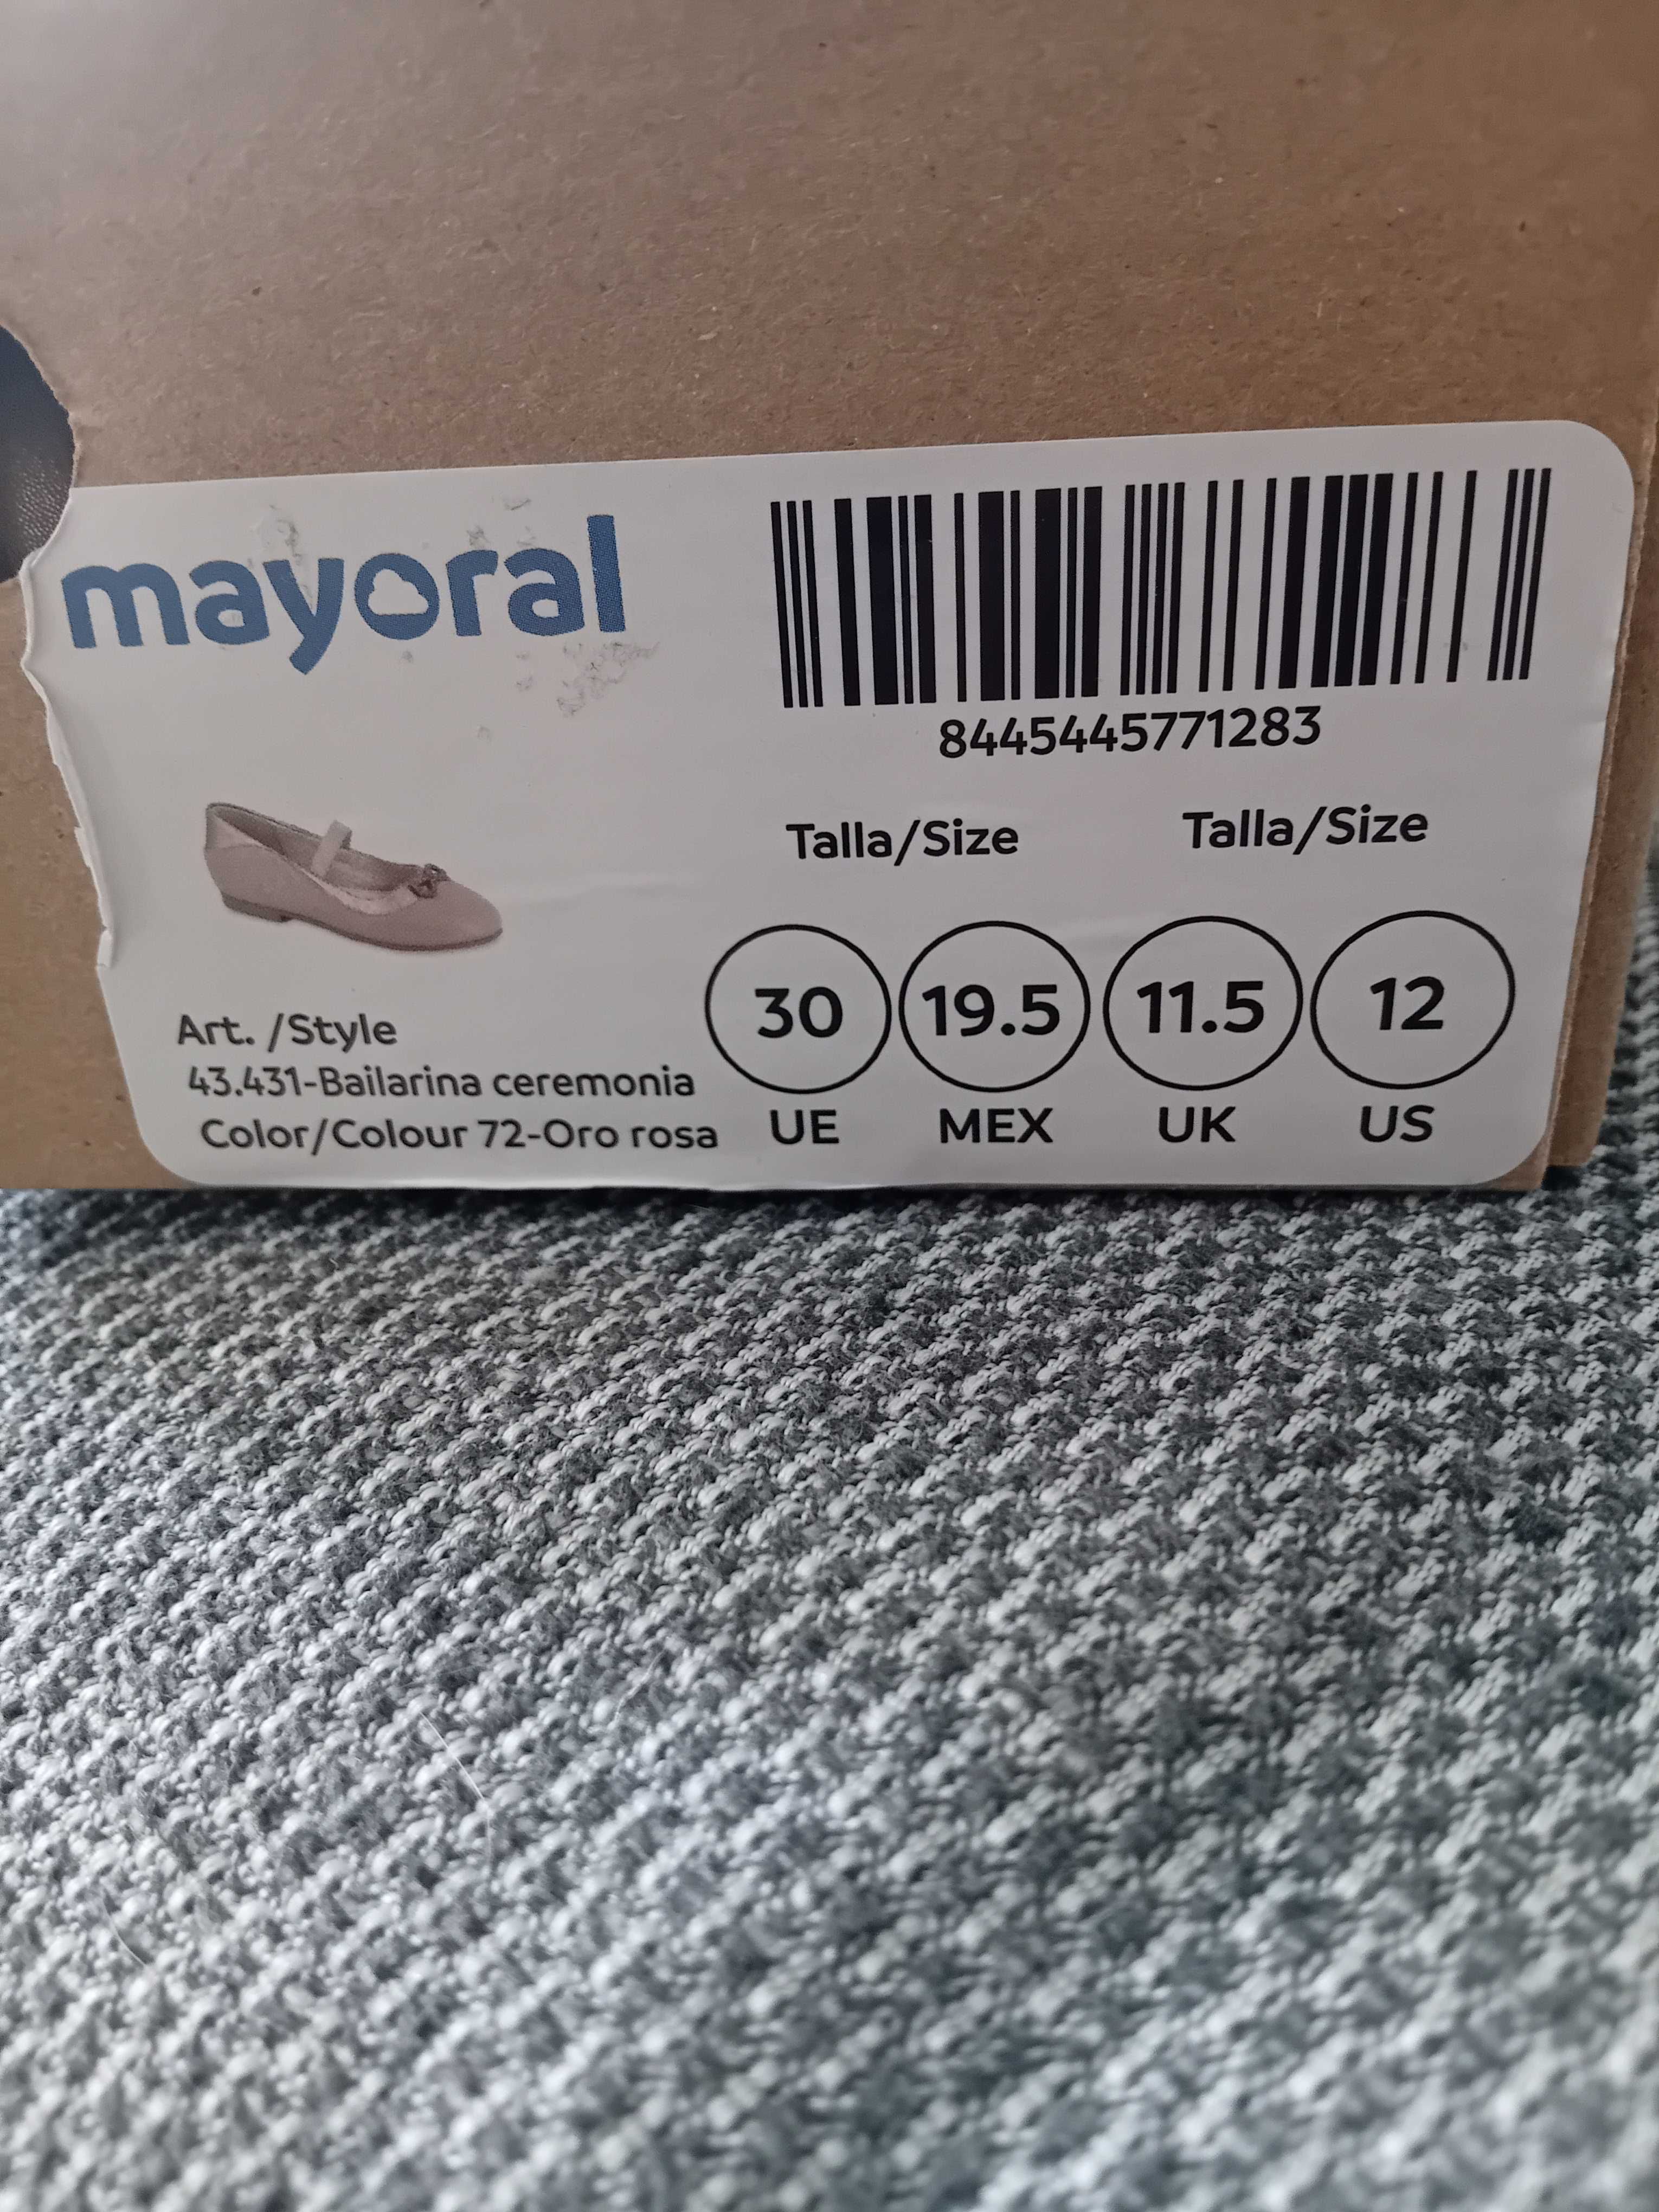 mayoral
8445445771283
Talla/Size Talla/Size
30 19.5 11.5 12
UE MEX UK US
Art. /Style
43.431-Bailarina ceremonia
Color/Colour 72-Oro rosa